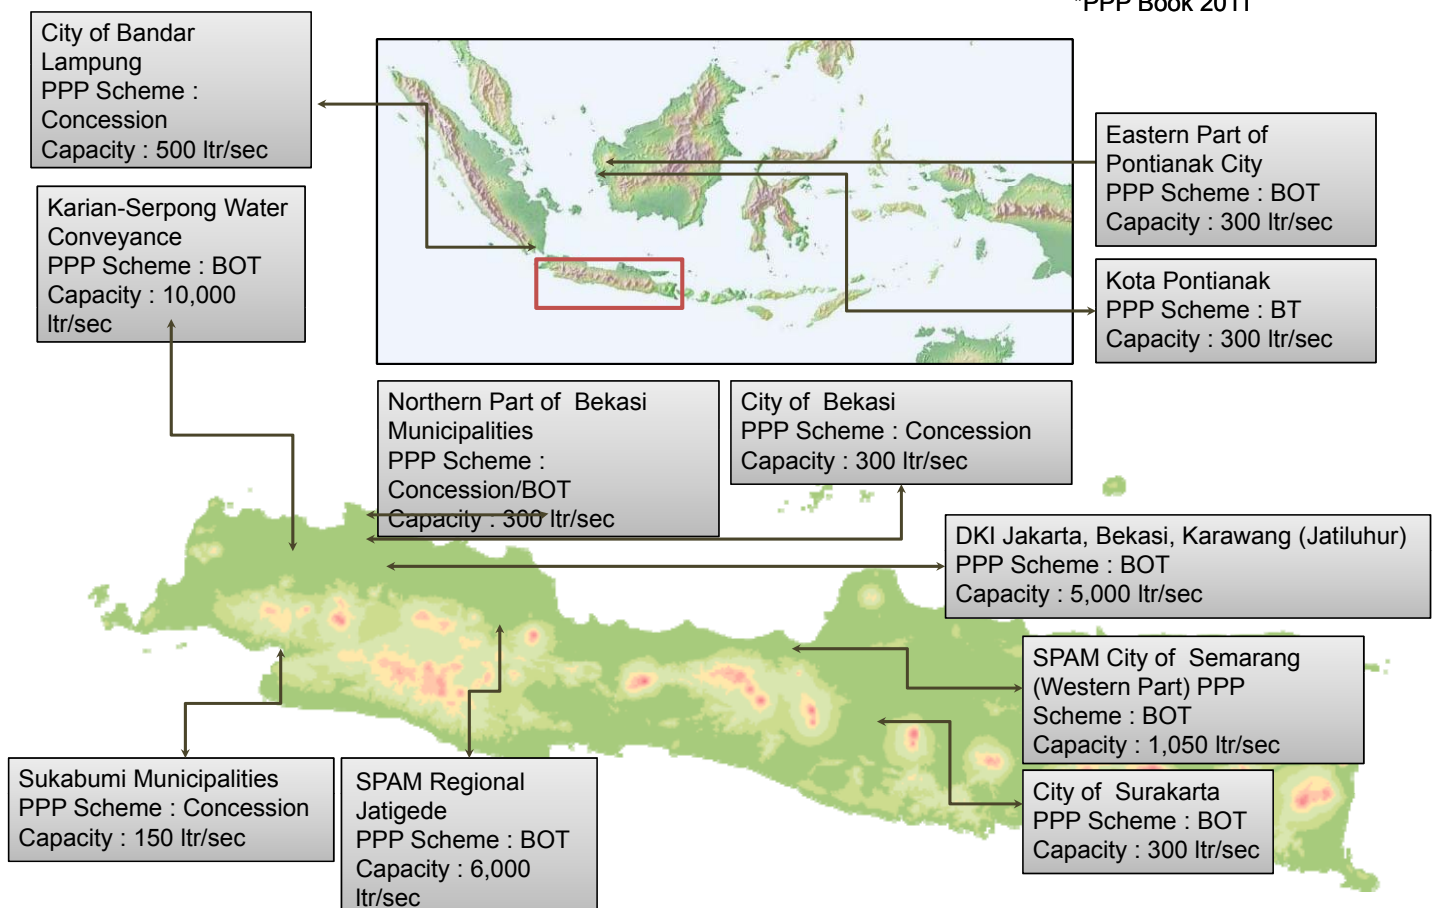 *PPP Book 2011
City of Bandar
Lampung
PPP Scheme :
Concession
Capacity : 500 ltr/sec
Karian-Serpong Water
Conveyance
PPP Scheme : BOT
Capacity : 10,000
ltr/sec
Eastern Part of
Pontianak City
PPP Scheme : BOT
Capacity : 300 ltr/sec
Kota Pontianak
PPP Scheme : BT
Capacity : 300 ltr/sec
Northern Part of  Bekasi
Municipalities
PPP Scheme :
Concession/BOT
Capacity : 300 ltr/sec
City of  Bekasi
PPP Scheme : Concession
Capacity : 300 ltr/sec
DKI Jakarta, Bekasi, Karawang (Jatiluhur)
PPP Scheme : BOT
Capacity : 5,000 ltr/sec
SPAM City of  Semarang
(Western Part) PPP
Scheme : BOT
Capacity : 1,050 ltr/sec
City of  Surakarta
PPP Scheme : BOT
Capacity : 300 ltr/sec
Sukabumi Municipalities
PPP Scheme : Concession
Capacity : 150 ltr/sec
SPAM Regional
Jatigede
PPP Scheme : BOT
Capacity : 6,000
ltr/sec